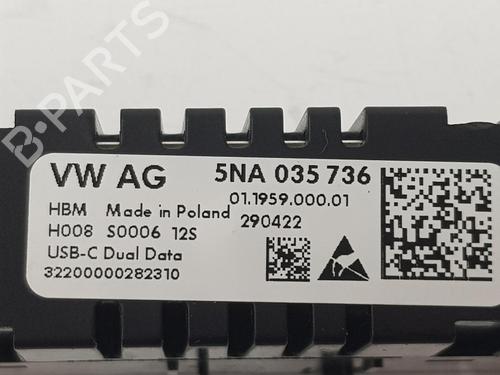 B-PARTS
VW AG 5NA 035 736
01.1959.000.01
HBM Made in Poland 290422
H008 S0006 12S
USB-C Dual Data
32200000282310